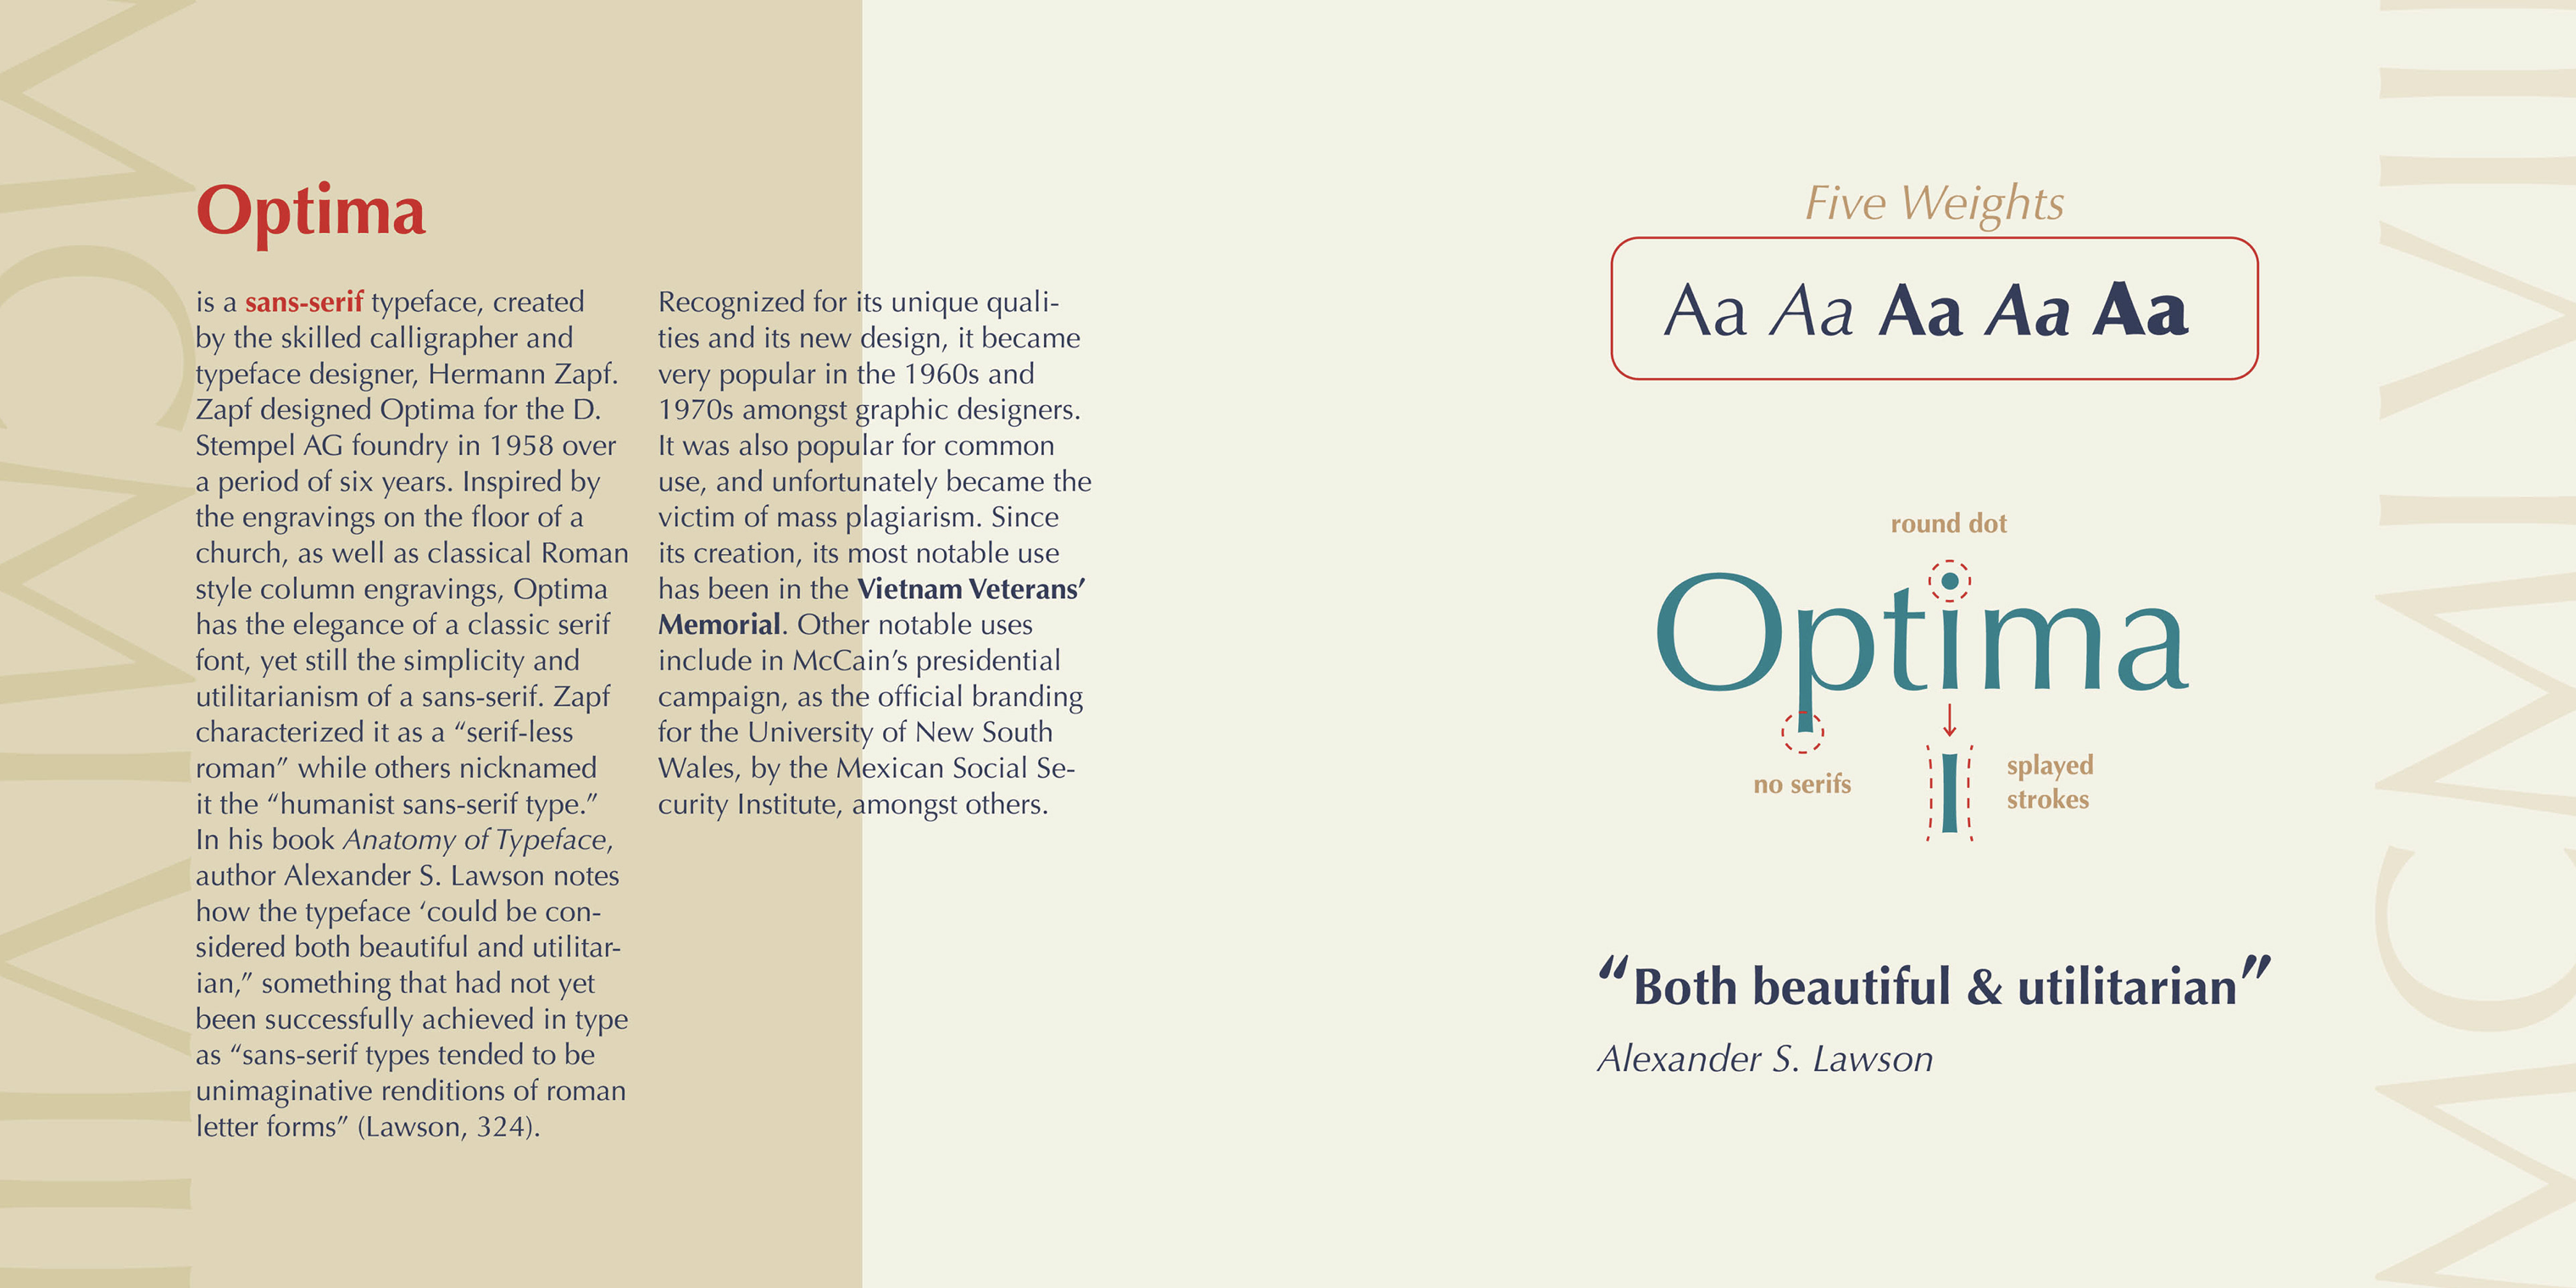 Optima
is a sans-serif typeface, created
by the skilled calligrapher and
typeface designer, Hermann Zapf.
Zapf designed Optima for the D.
Stempel AG foundry in 1958 over
a period of six years. Inspired by
the engravings on the floor of a
church, as well as classical Roman
style column engravings, Optima
has the elegance of a classic serif
font, yet still the simplicity and
utilitarianism of a sans-serif. Zapf
characterized it as a “serif-less
roman” while others nicknamed
it the “humanist sans-serif type.”
In his book Anatomy of Typeface,
author Alexander S. Lawson notes
how the typeface ‘could be con-
sidered both beautiful and utilitar-
ian,” something that had not yet
been successfully achieved in type
as “sans-serif types tended to be
unimaginative renditions of roman
letter forms” (Lawson, 324).
Recognized for its unique quali-
ties and its new design, it became
very popular in the 1960s and
1970s amongst graphic designers.
It was also popular for common
use, and unfortunately became the
victim of mass plagiarism. Since
its creation, its most notable use
has been in the Vietnam Veterans’
Memorial. Other notable uses
include in McCain’s presidential
campaign, as the official branding
for the University of New South
Wales, by the Mexican Social Se-
curity Institute, amongst others.
Five Weights
Aa Aa Aa Aa Aa
round dot
Optima
no serifs
splayed
strokes
“Both beautiful & utilitarian”
Alexander S. Lawson